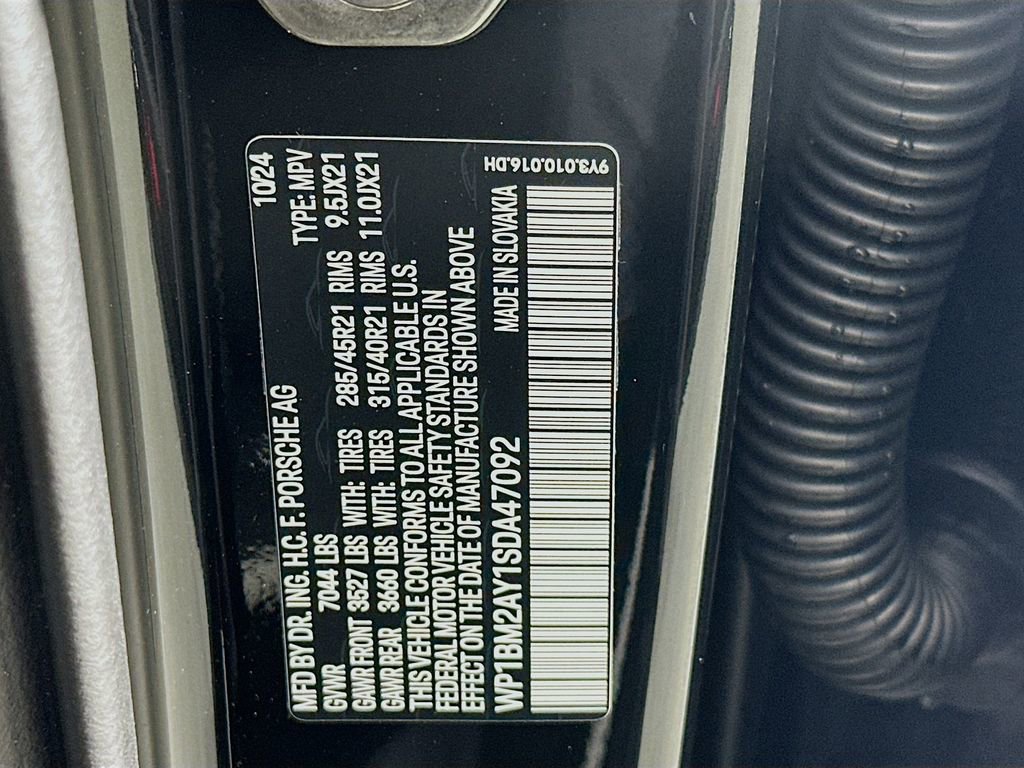 10/24
MFD BY DR. ING. H.C. F. PORSCHE AG TYPE: MPV
GVWR 7044 LBS
GAWR FRONT 3527 LBS WITH: TIRES 285/45R21 RIMS 9.5JX21
GAWR REAR 3660 LBS WITH: TIRES 315/40R21 RIMS 11.0JX21
THIS VEHICLE CONFORMS TO ALL APPLICABLE U.S.
FEDERAL MOTOR VEHICLE SAFETY STANDARDS IN
EFFECT ON THE DATE OF MANUFACTURE SHOWN ABOVE
WP1BM2AY1SDA47092 MADE IN SLOVAKIA
9Y3.010.016.DH